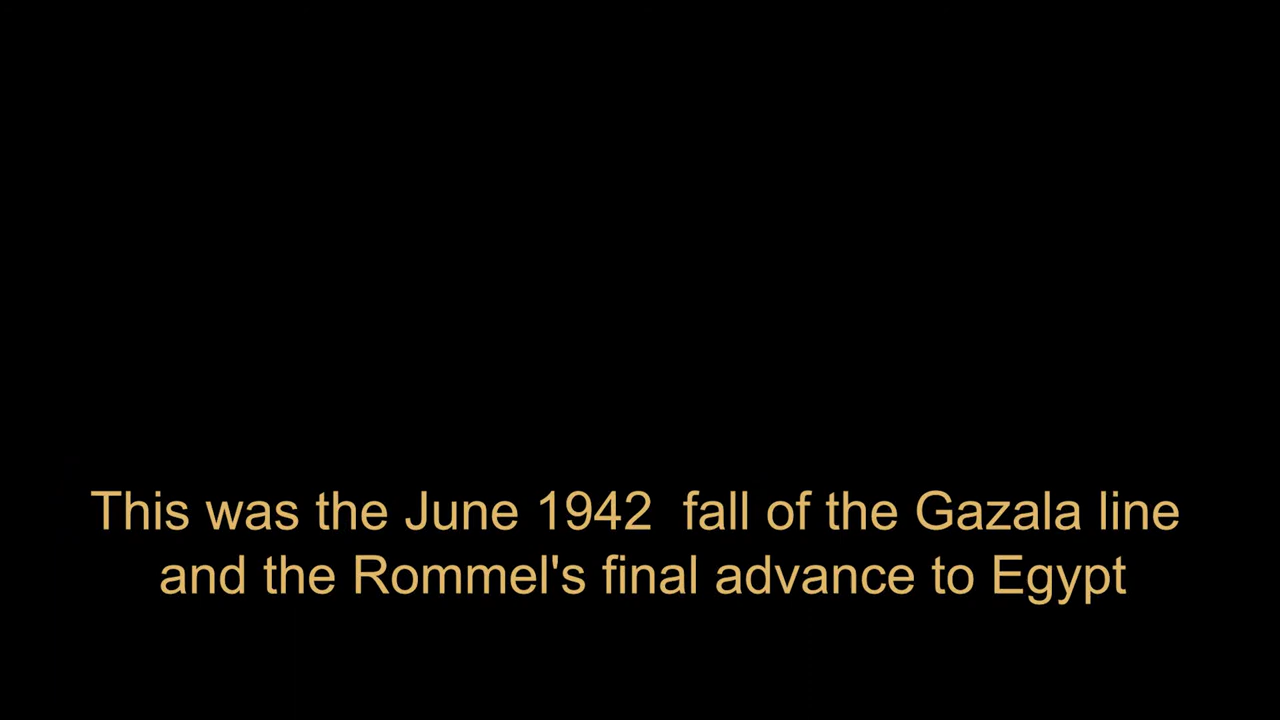 This was the June 1942  fall of the Gazala line
and the Rommel's final advance to Egypt